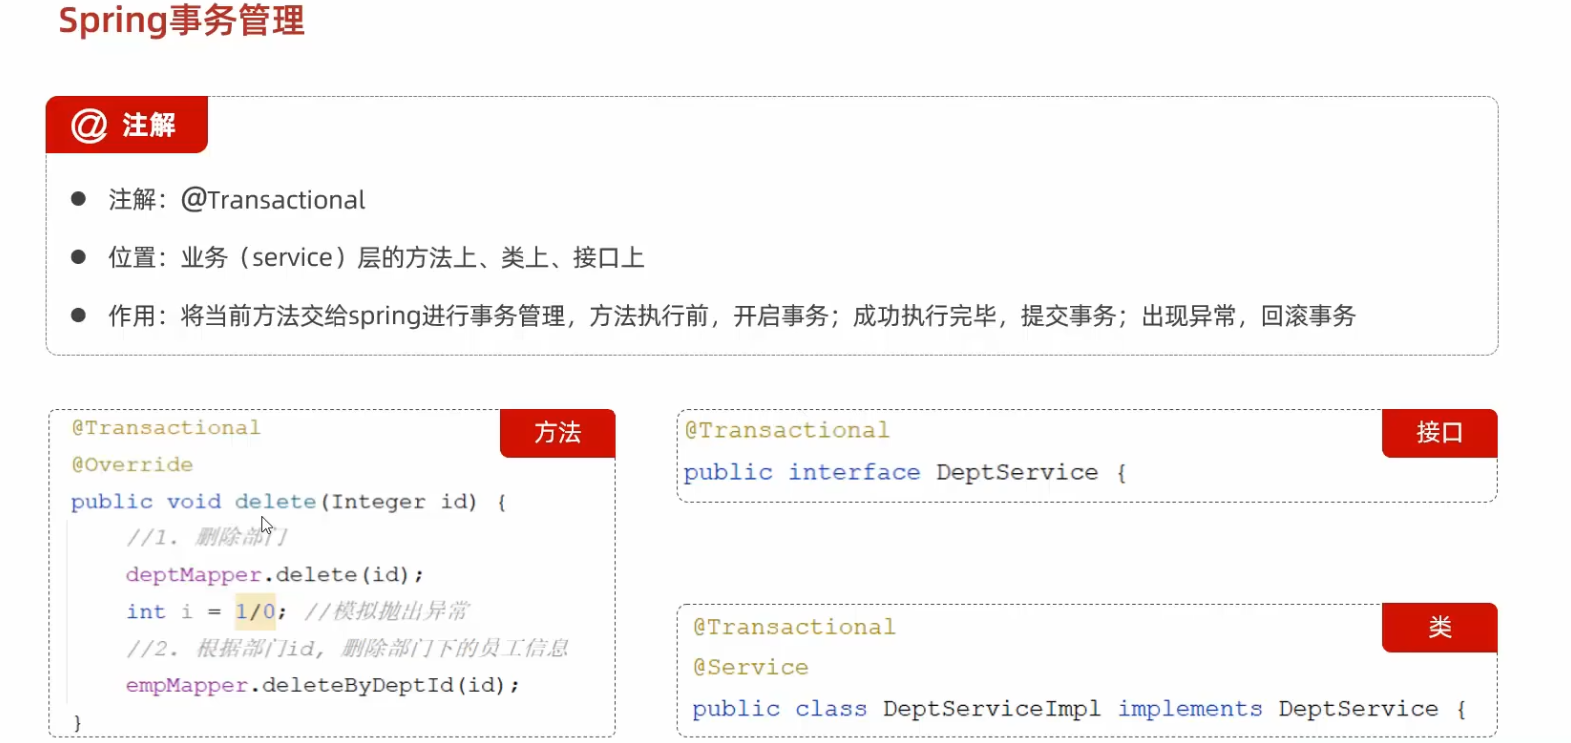 Spring事务管理
@ 注解
● 注解：@Transactional
● 位置：业务（service）层的方法上、类上、接口上
● 作用：将当前方法交给spring进行事务管理，方法执行前，开启事务；成功执行完毕，提交事务；出现异常，回滚事务
方法
@Transactional
@Override
public void delete(Integer id) {
//1. 删除部门
deptMapper.delete(id);
int i = 1/0; //模拟抛出异常
//2. 根据部门id, 删除部门下的员工信息
empMapper.deleteByDeptId(id);
}
接口
@Transactional
public interface DeptService {
类
@Transactional
@Service
public class DeptServiceImpl implements DeptService {